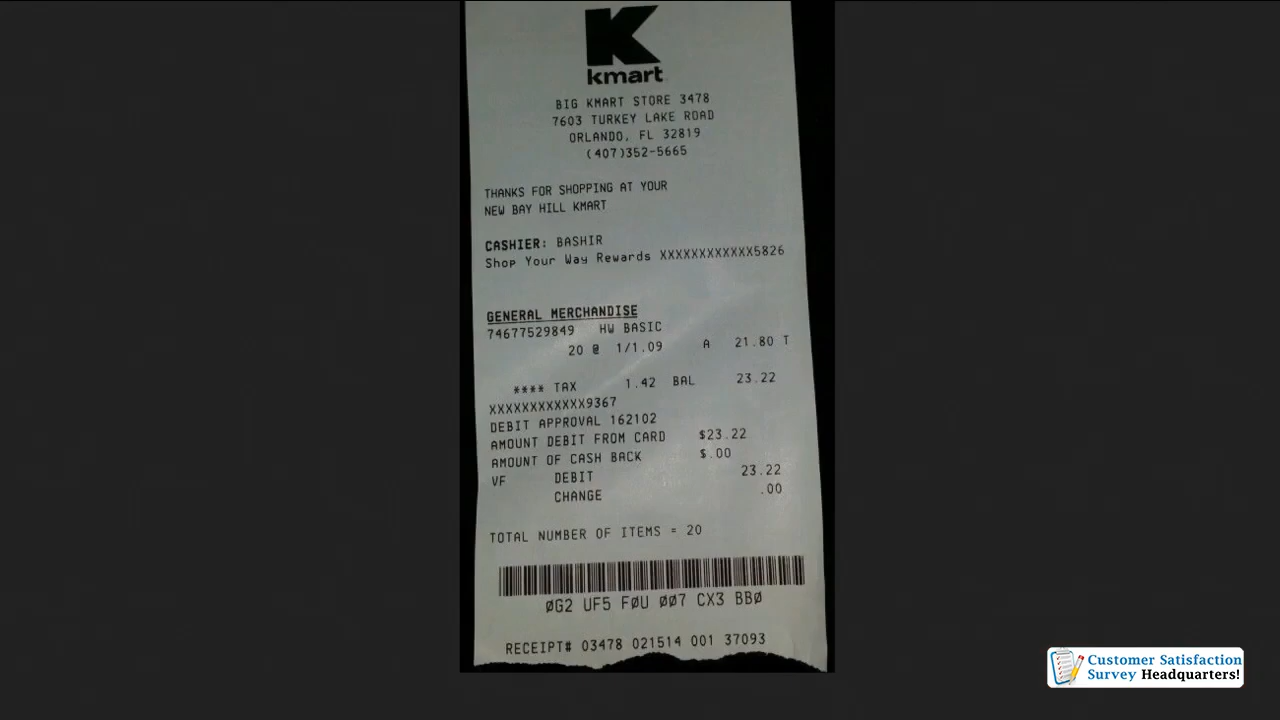 K
kmart
BIG KMART STORE 3478
7603 TURKEY LAKE ROAD
ORLANDO, FL 32819
(407)352-5665
THANKS FOR SHOPPING AT YOUR
NEW BAY HILL KMART
CASHIER: BASHIR
Shop Your Way Rewards XXXXXXXXXXXX5826
GENERAL MERCHANDISE
74677529849 HW BASIC
20 @ 1/1.09 A 21.80 T
**** TAX 1.42 BAL 23.22
XXXXXXXXXXXX9367
DEBIT APPROVAL 162102
AMOUNT DEBIT FROM CARD $23.22
AMOUNT OF CASH BACK $.00
VF DEBIT 23.22
CHANGE .00
TOTAL NUMBER OF ITEMS = 20
0G2 UF5 F0U 007 CX3 BB0
RECEIPT# 03478 021514 001 37093
Customer Satisfaction
Survey Headquarters!